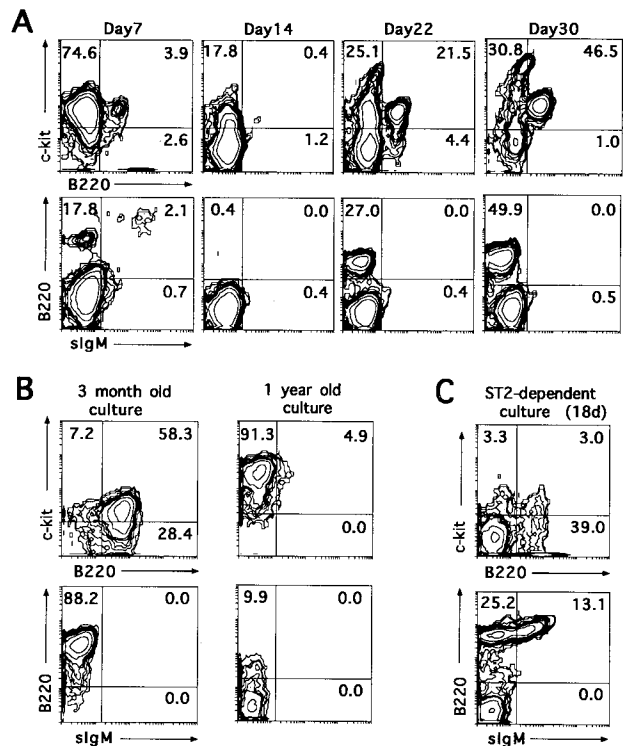 A
Day7 Day14 Day22 Day30
74.6 3.9 17.8 0.4 25.1 21.5 30.8 46.5
c-kit
2.6 1.2 4.4 1.0
B220
17.8 2.1 0.4 0.0 27.0 0.0 49.9 0.0
B220
0.7 0.4 0.4 0.5
sIgM
B
3 month old culture
1 year old culture
7.2 58.3 91.3 4.9
c-kit
28.4 0.0
B220
88.2 0.0 9.9 0.0
B220
0.0 0.0
sIgM
C
ST2-dependent
culture (18d)
3.3 3.0
c-kit
39.0
B220
25.2 13.1
B220
sIgM